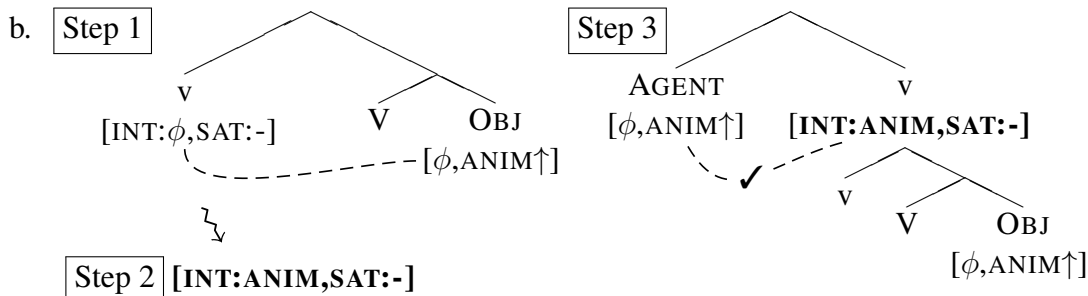 b. Step 1
v
[INT:ϕ,SAT:-]
V
OBJ
[ϕ,ANIM↑]
Step 2 [INT:ANIM,SAT:-]
Step 3
AGENT
[ϕ,ANIM↑]
v
[INT:ANIM,SAT:-]
✓
v
V
OBJ
[ϕ,ANIM↑]